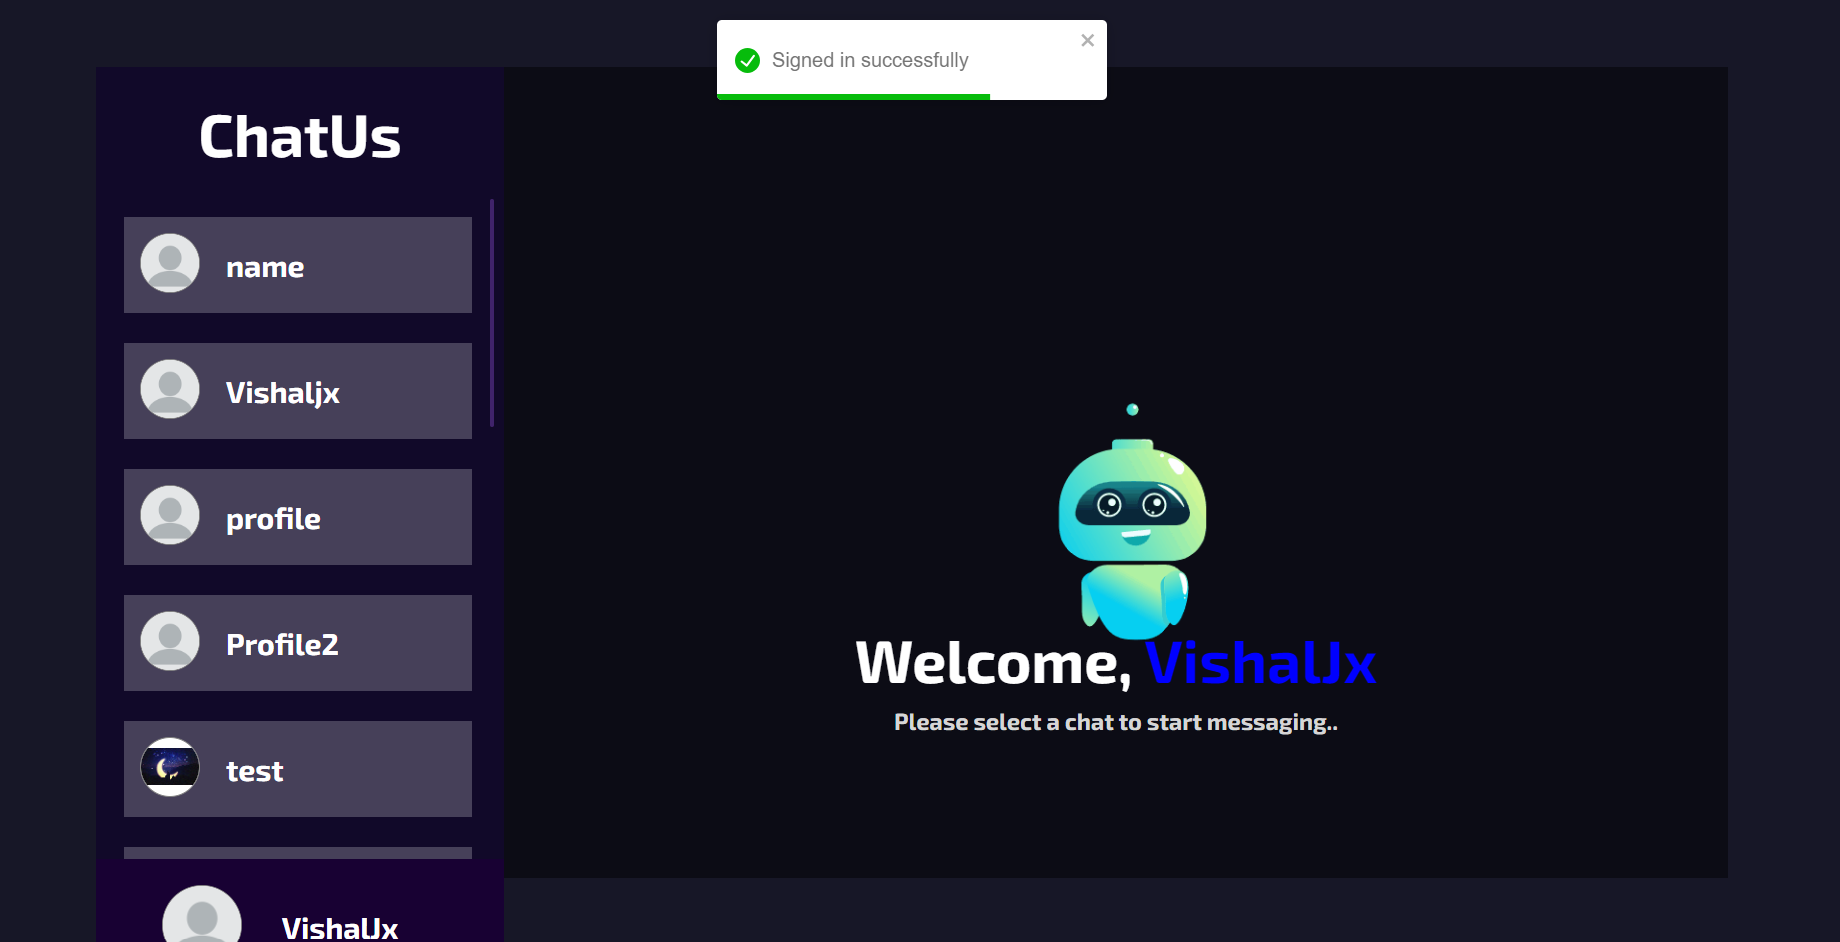 Signed in successfully
ChatUs
name
Vishaljx
profile
Profile2
test
VishalJx
Welcome, VishalJx
Please select a chat to start messaging..